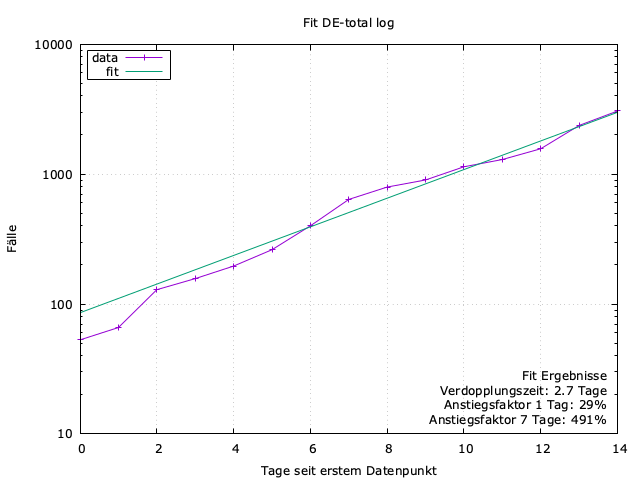 Fit DE-total log
10000
1000
100
10
data
fit
Fälle
Fit Ergebnisse
Verdopplungszeit: 2.7 Tage
Anstiegsfaktor 1 Tag: 29%
Anstiegsfaktor 7 Tage: 491%
0 2 4 6 8 10 12 14
Tage seit erstem Datenpunkt